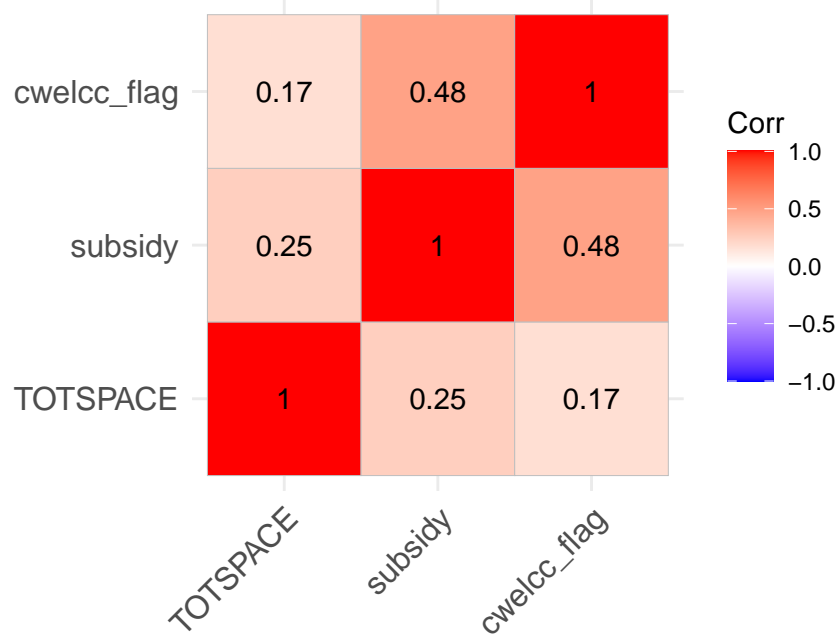 cwelcc_flag 0.17 0.48 1
subsidy 0.25 1 0.48
TOTSPACE 1 0.25 0.17
TOTSPACE subsidy cwelcc_flag
Corr
1.0
0.5
0.0
−0.5
−1.0